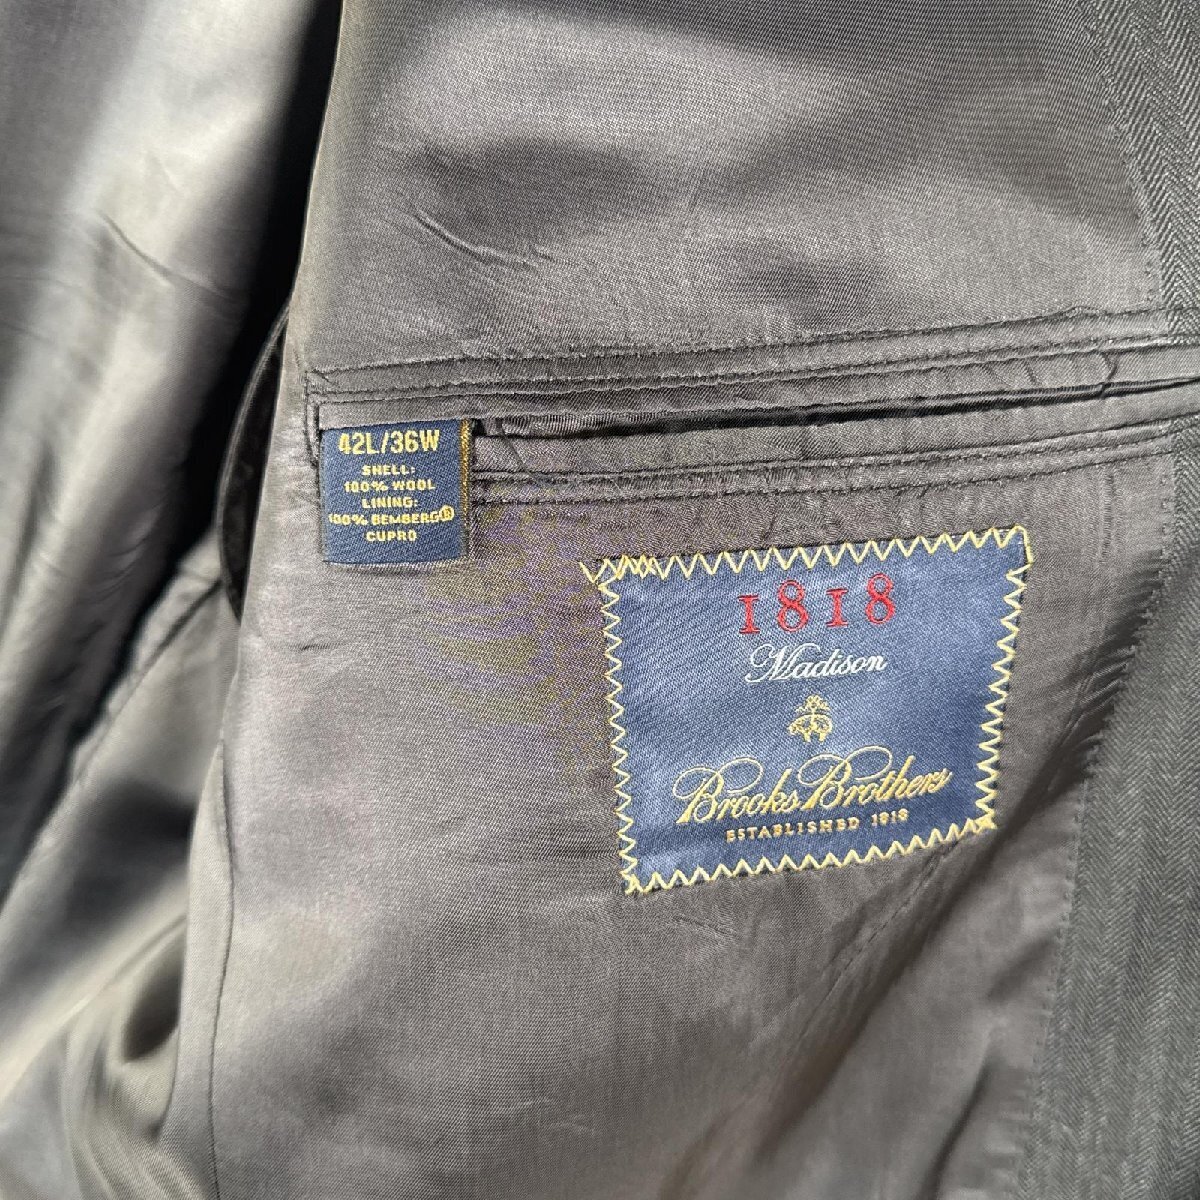 42L/36W
SHELL:
100% WOOL
LINING:
100% BEMBERG®
CUPRO
1818
Madison
Brooks Brothers
ESTABLISHED 1818